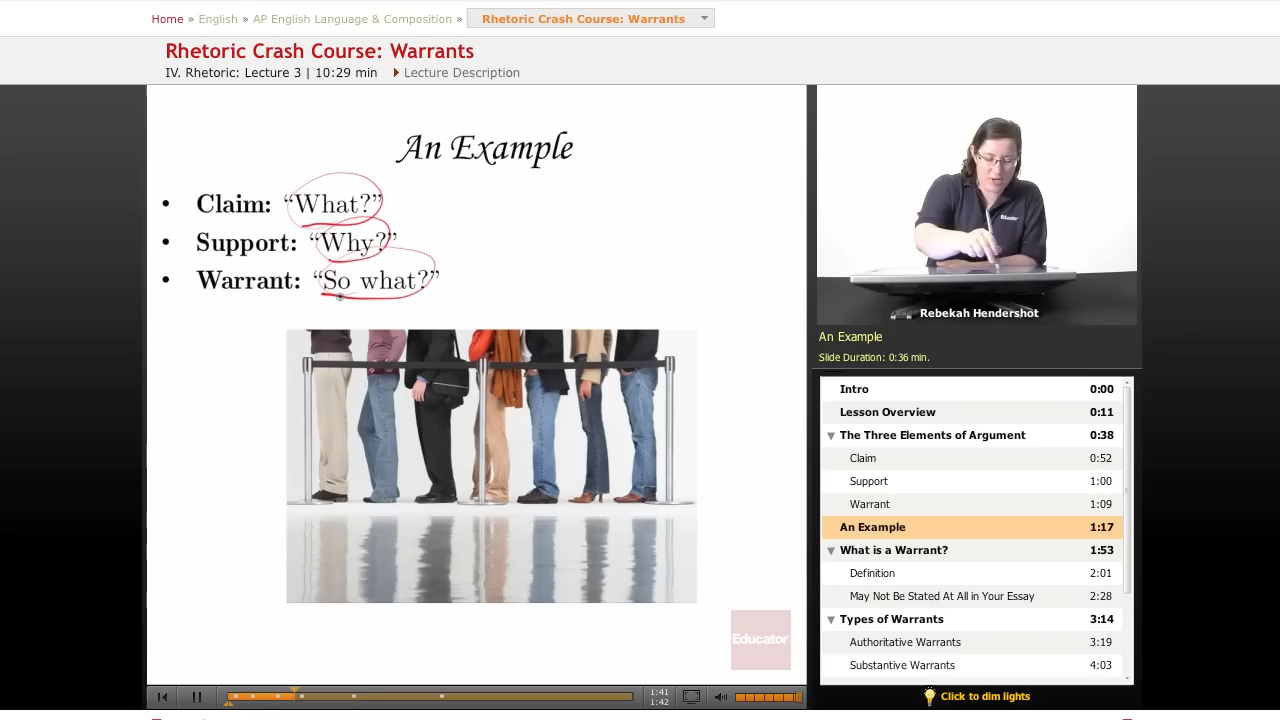 Home » English » AP English Language & Composition » Rhetoric Crash Course: Warrants
Rhetoric Crash Course: Warrants
IV. Rhetoric: Lecture 3 | 10:29 min Lecture Description
An Example
• Claim: “What?”
• Support: “Why?”
• Warrant: “So what?”
Educator
Rebekah Hendershot
An Example
Slide Duration: 0:36 min.
Intro 0:00
Lesson Overview 0:11
The Three Elements of Argument 0:38
Claim 0:52
Support 1:00
Warrant 1:09
An Example 1:17
What is a Warrant? 1:53
Definition 2:01
May Not Be Stated At All in Your Essay 2:28
Types of Warrants 3:14
Authoritative Warrants 3:19
Substantive Warrants 4:03
1:41
1:42
Click to dim lights